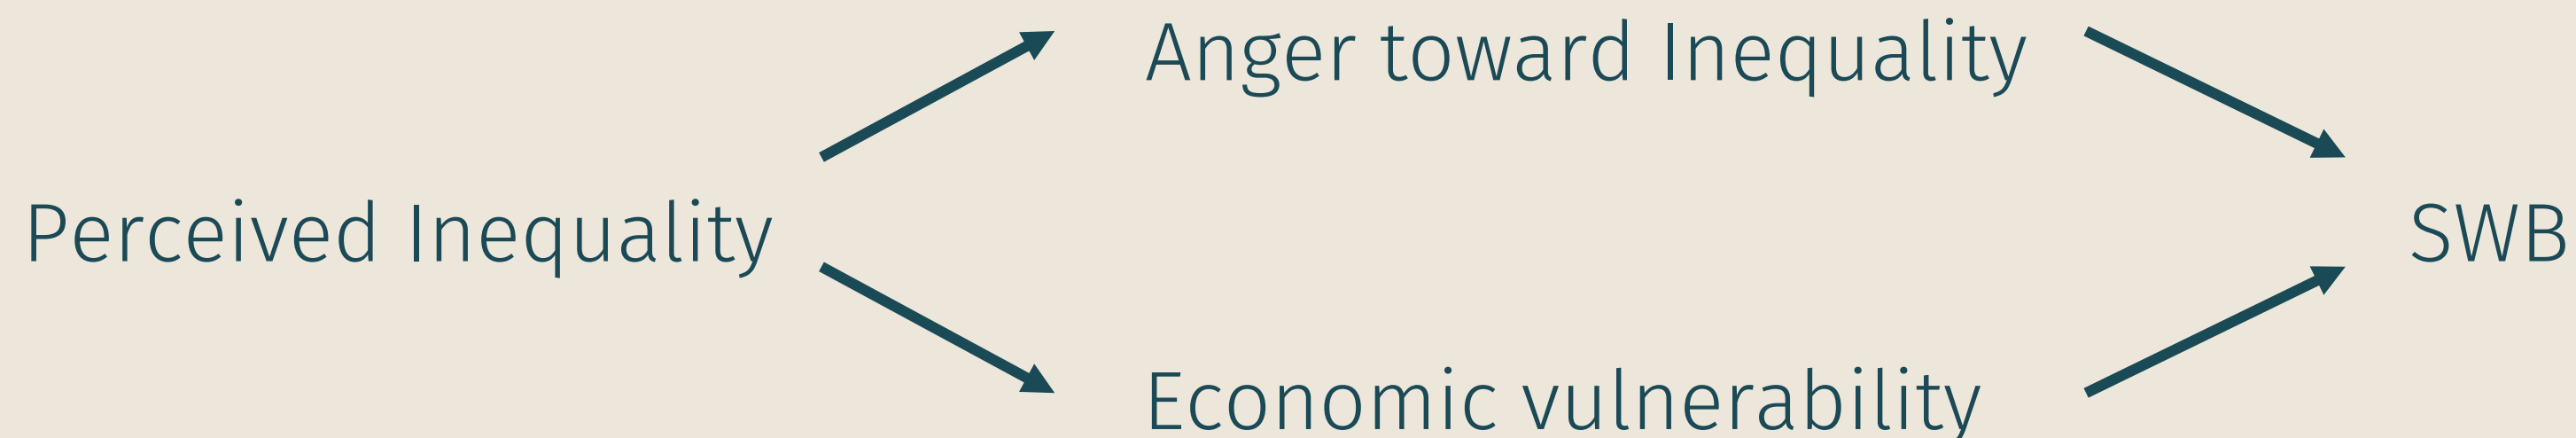 Anger toward Inequality
Perceived Inequality
SWB
Economic vulnerability